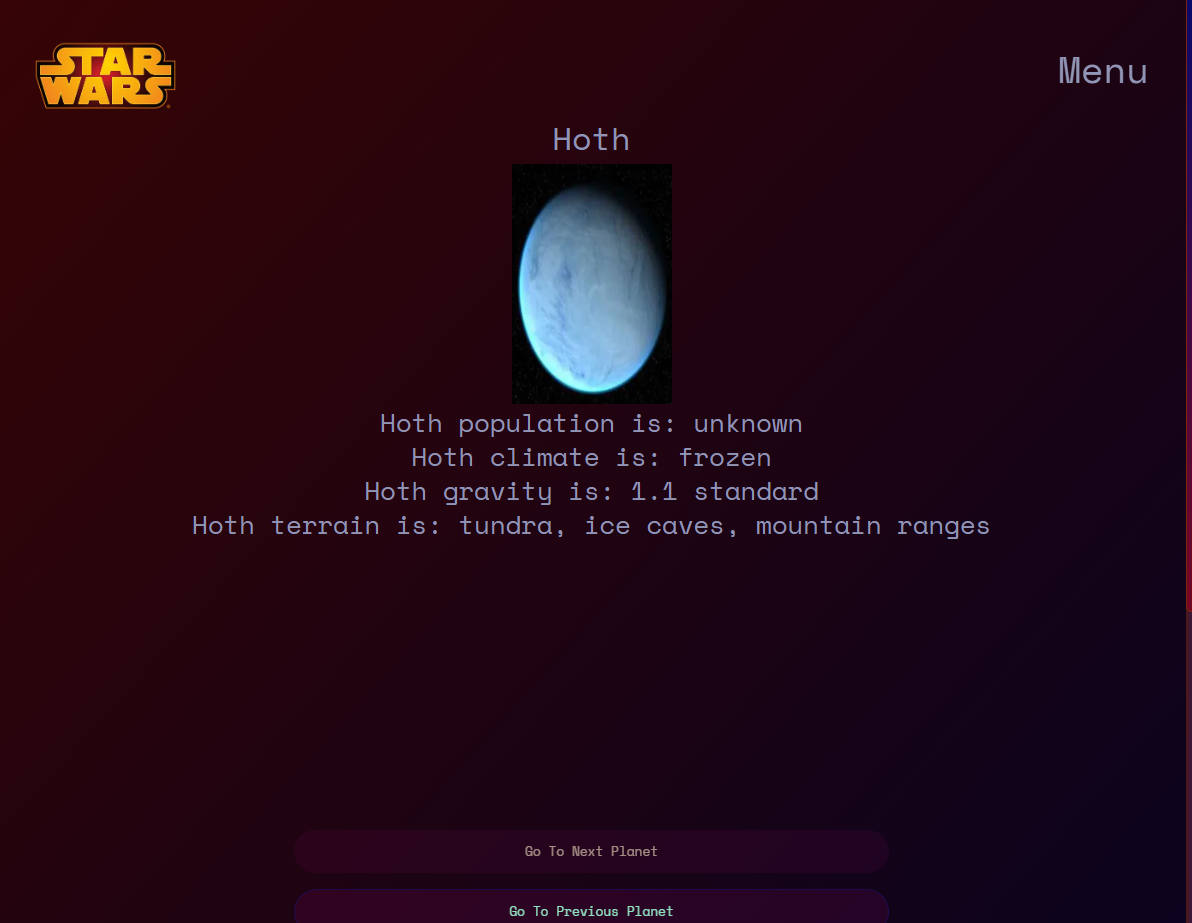 STAR
WARS
Menu
Hoth
Hoth population is: unknown
Hoth climate is: frozen
Hoth gravity is: 1.1 standard
Hoth terrain is: tundra, ice caves, mountain ranges
Go To Next Planet
Go To Previous Planet